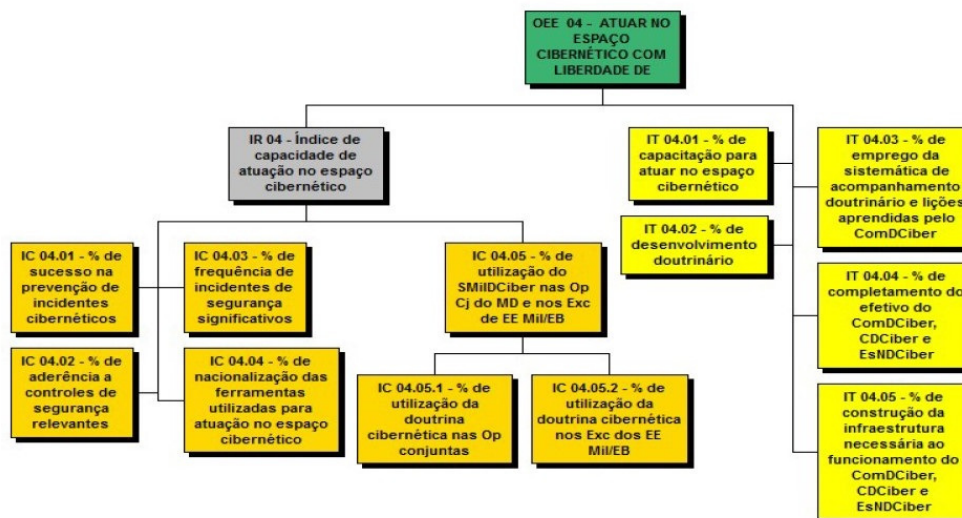 OEE 04 - ATUAR NO
ESPAÇO
CIBERNÉTICO COM
LIBERDADE DE
IR 04 - Índice de
capacidade de
atuação no espaço
cibernético
IT 04.01 - % de
capacitação para
atuar no espaço
cibernético
IT 04.03 - % de
emprego da
sistemática de
acompanhamento
doutrinário e lições
aprendidas pelo
ComDCiber
IT 04.02 - % de
desenvolvimento
doutrinário
IC 04.01 - % de
sucesso na
prevenção de
incidentes
cibernéticos
IC 04.03 - % de
frequência de
incidentes de
segurança
significativos
IC 04.05 - % de
utilização do
SMilDCiber nas Op
Cj do MD e nos Exc
de EE Mil/EB
IT 04.04 - % de
completamento do
efetivo do
ComDCiber,
CDCiber e
EsNDCiber
IC 04.02 - % de
aderência a
controles de
segurança
relevantes
IC 04.04 - % de
nacionalização das
ferramentas
utilizadas para
atuação no espaço
cibernético
IC 04.05.1 - % de
utilização da
doutrina
cibernética nas Op
conjuntas
IC 04.05.2 - % de
utilização da
doutrina cibernética
nos Exc dos EE
Mil/EB
IT 04.05 - % de
construção da
infraestrutura
necessária ao
funcionamento do
ComDCiber,
CDCiber e
EsNDCiber